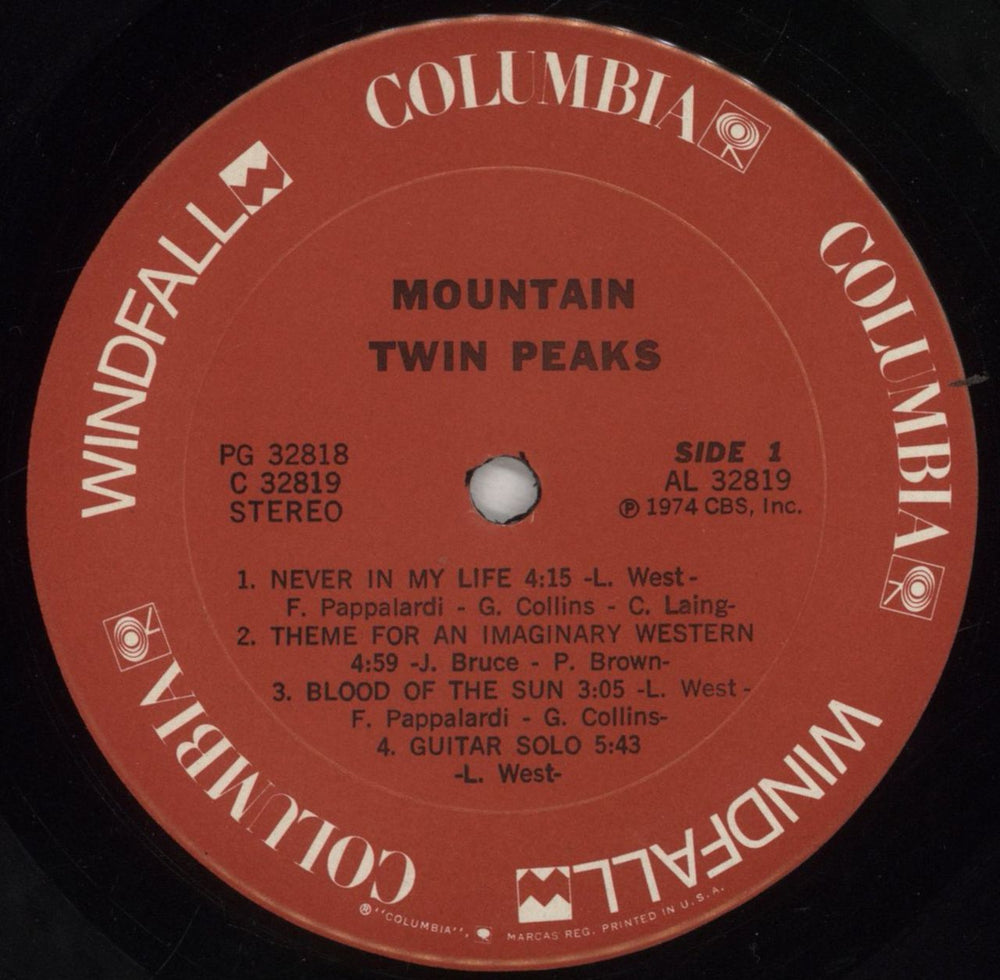 COLUMBIA
WINDFALL
COLUMBIA
MOUNTAIN
TWIN PEAKS
PG 32818
C 32819
STEREO
SIDE 1
AL 32819
℗ 1974 CBS, Inc.
1. NEVER IN MY LIFE 4:15 -L. West-
F. Pappalardi - G. Collins - C. Laing-
2. THEME FOR AN IMAGINARY WESTERN
4:59 -J. Bruce - P. Brown-
3. BLOOD OF THE SUN 3:05 -L. West-
F. Pappalardi - G. Collins-
4. GUITAR SOLO 5:43
-L. West-
COLUMBIA
WINDFALL
®"COLUMBIA", MARCAS REG. PRINTED IN U.S.A.